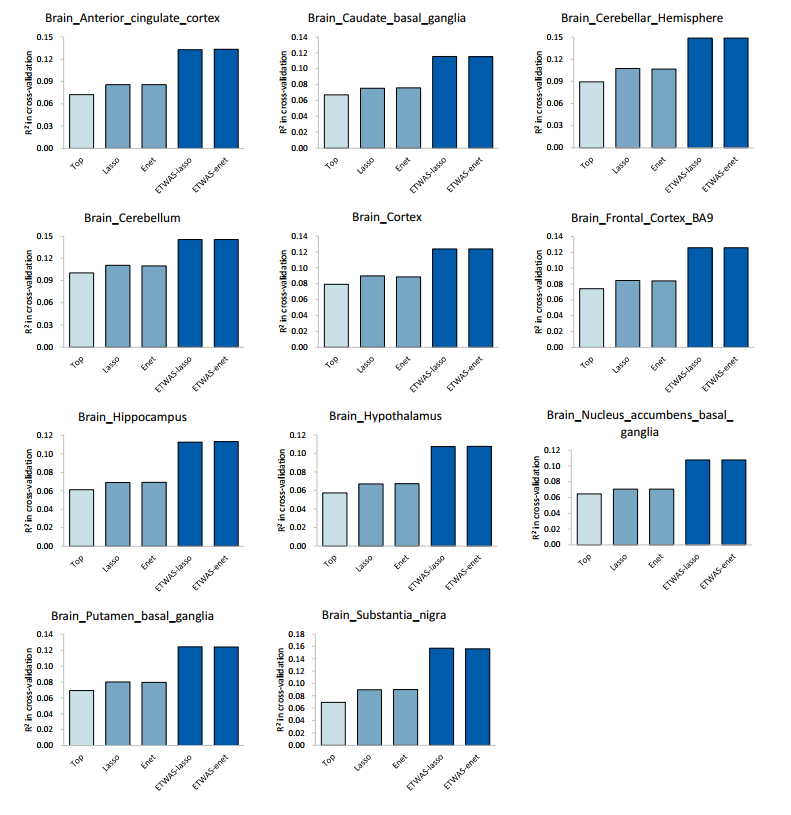 Brain_Anterior_cingulate_cortex
R² in cross-validation
0.15
0.12
0.09
0.06
0.03
0.00
Top
Lasso
Enet
ETWAS-lasso
ETWAS-enet
Brain_Caudate_basal_ganglia
R² in cross-validation
0.14
0.12
0.10
0.08
0.06
0.04
0.02
0.00
Top
Lasso
Enet
ETWAS-lasso
ETWAS-enet
Brain_Cerebellar_Hemisphere
R² in cross-validation
0.15
0.12
0.09
0.06
0.03
0.00
Top
Lasso
Enet
ETWAS-lasso
ETWAS-enet
Brain_Cerebellum
R² in cross-validation
0.15
0.12
0.09
0.06
0.03
0.00
Top
Lasso
Enet
ETWAS-lasso
ETWAS-enet
Brain_Cortex
R² in cross-validation
0.14
0.12
0.10
0.08
0.06
0.04
0.02
0.00
Top
Lasso
Enet
ETWAS-lasso
ETWAS-enet
Brain_Frontal_Cortex_BA9
R² in cross-validation
0.14
0.12
0.10
0.08
0.06
0.04
0.02
0.00
Top
Lasso
Enet
ETWAS-lasso
ETWAS-enet
Brain_Hippocampus
R² in cross-validation
0.12
0.10
0.08
0.06
0.04
0.02
0.00
Top
Lasso
Enet
ETWAS-lasso
ETWAS-enet
Brain_Hypothalamus
R² in cross-validation
0.12
0.10
0.08
0.06
0.04
0.02
0.00
Top
Lasso
Enet
ETWAS-lasso
ETWAS-enet
Brain_Nucleus_accumbens_basal_
ganglia
R² in cross-validation
0.12
0.10
0.08
0.06
0.04
0.02
0.00
Top
Lasso
Enet
ETWAS-lasso
ETWAS-enet
Brain_Putamen_basal_ganglia
R² in cross-validation
0.14
0.12
0.10
0.08
0.06
0.04
0.02
0.00
Top
Lasso
Enet
ETWAS-lasso
ETWAS-enet
Brain_Substantia_nigra
R² in cross-validation
0.18
0.16
0.14
0.12
0.10
0.08
0.06
0.04
0.02
0.00
Top
Lasso
Enet
ETWAS-lasso
ETWAS-enet